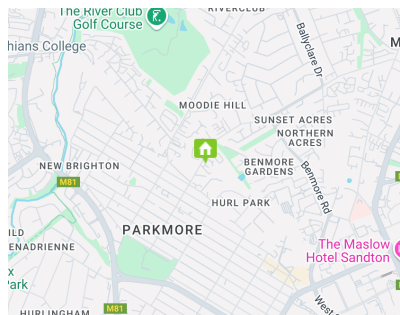 RIVERCLUB
The River Club
Golf Course
hians College
Ballyclare Dr
M
MOODIE HILL
SUNSET ACRES
NORTHERN
ACRES
NEW BRIGHTON
BENMORE
GARDENS
M81
Benmore Rd
HURL PARK
PARKMORE
ILD
ENADRIENNE
The Maslow
Hotel Sandton
x
Park
West
M81
HURLINGHAM